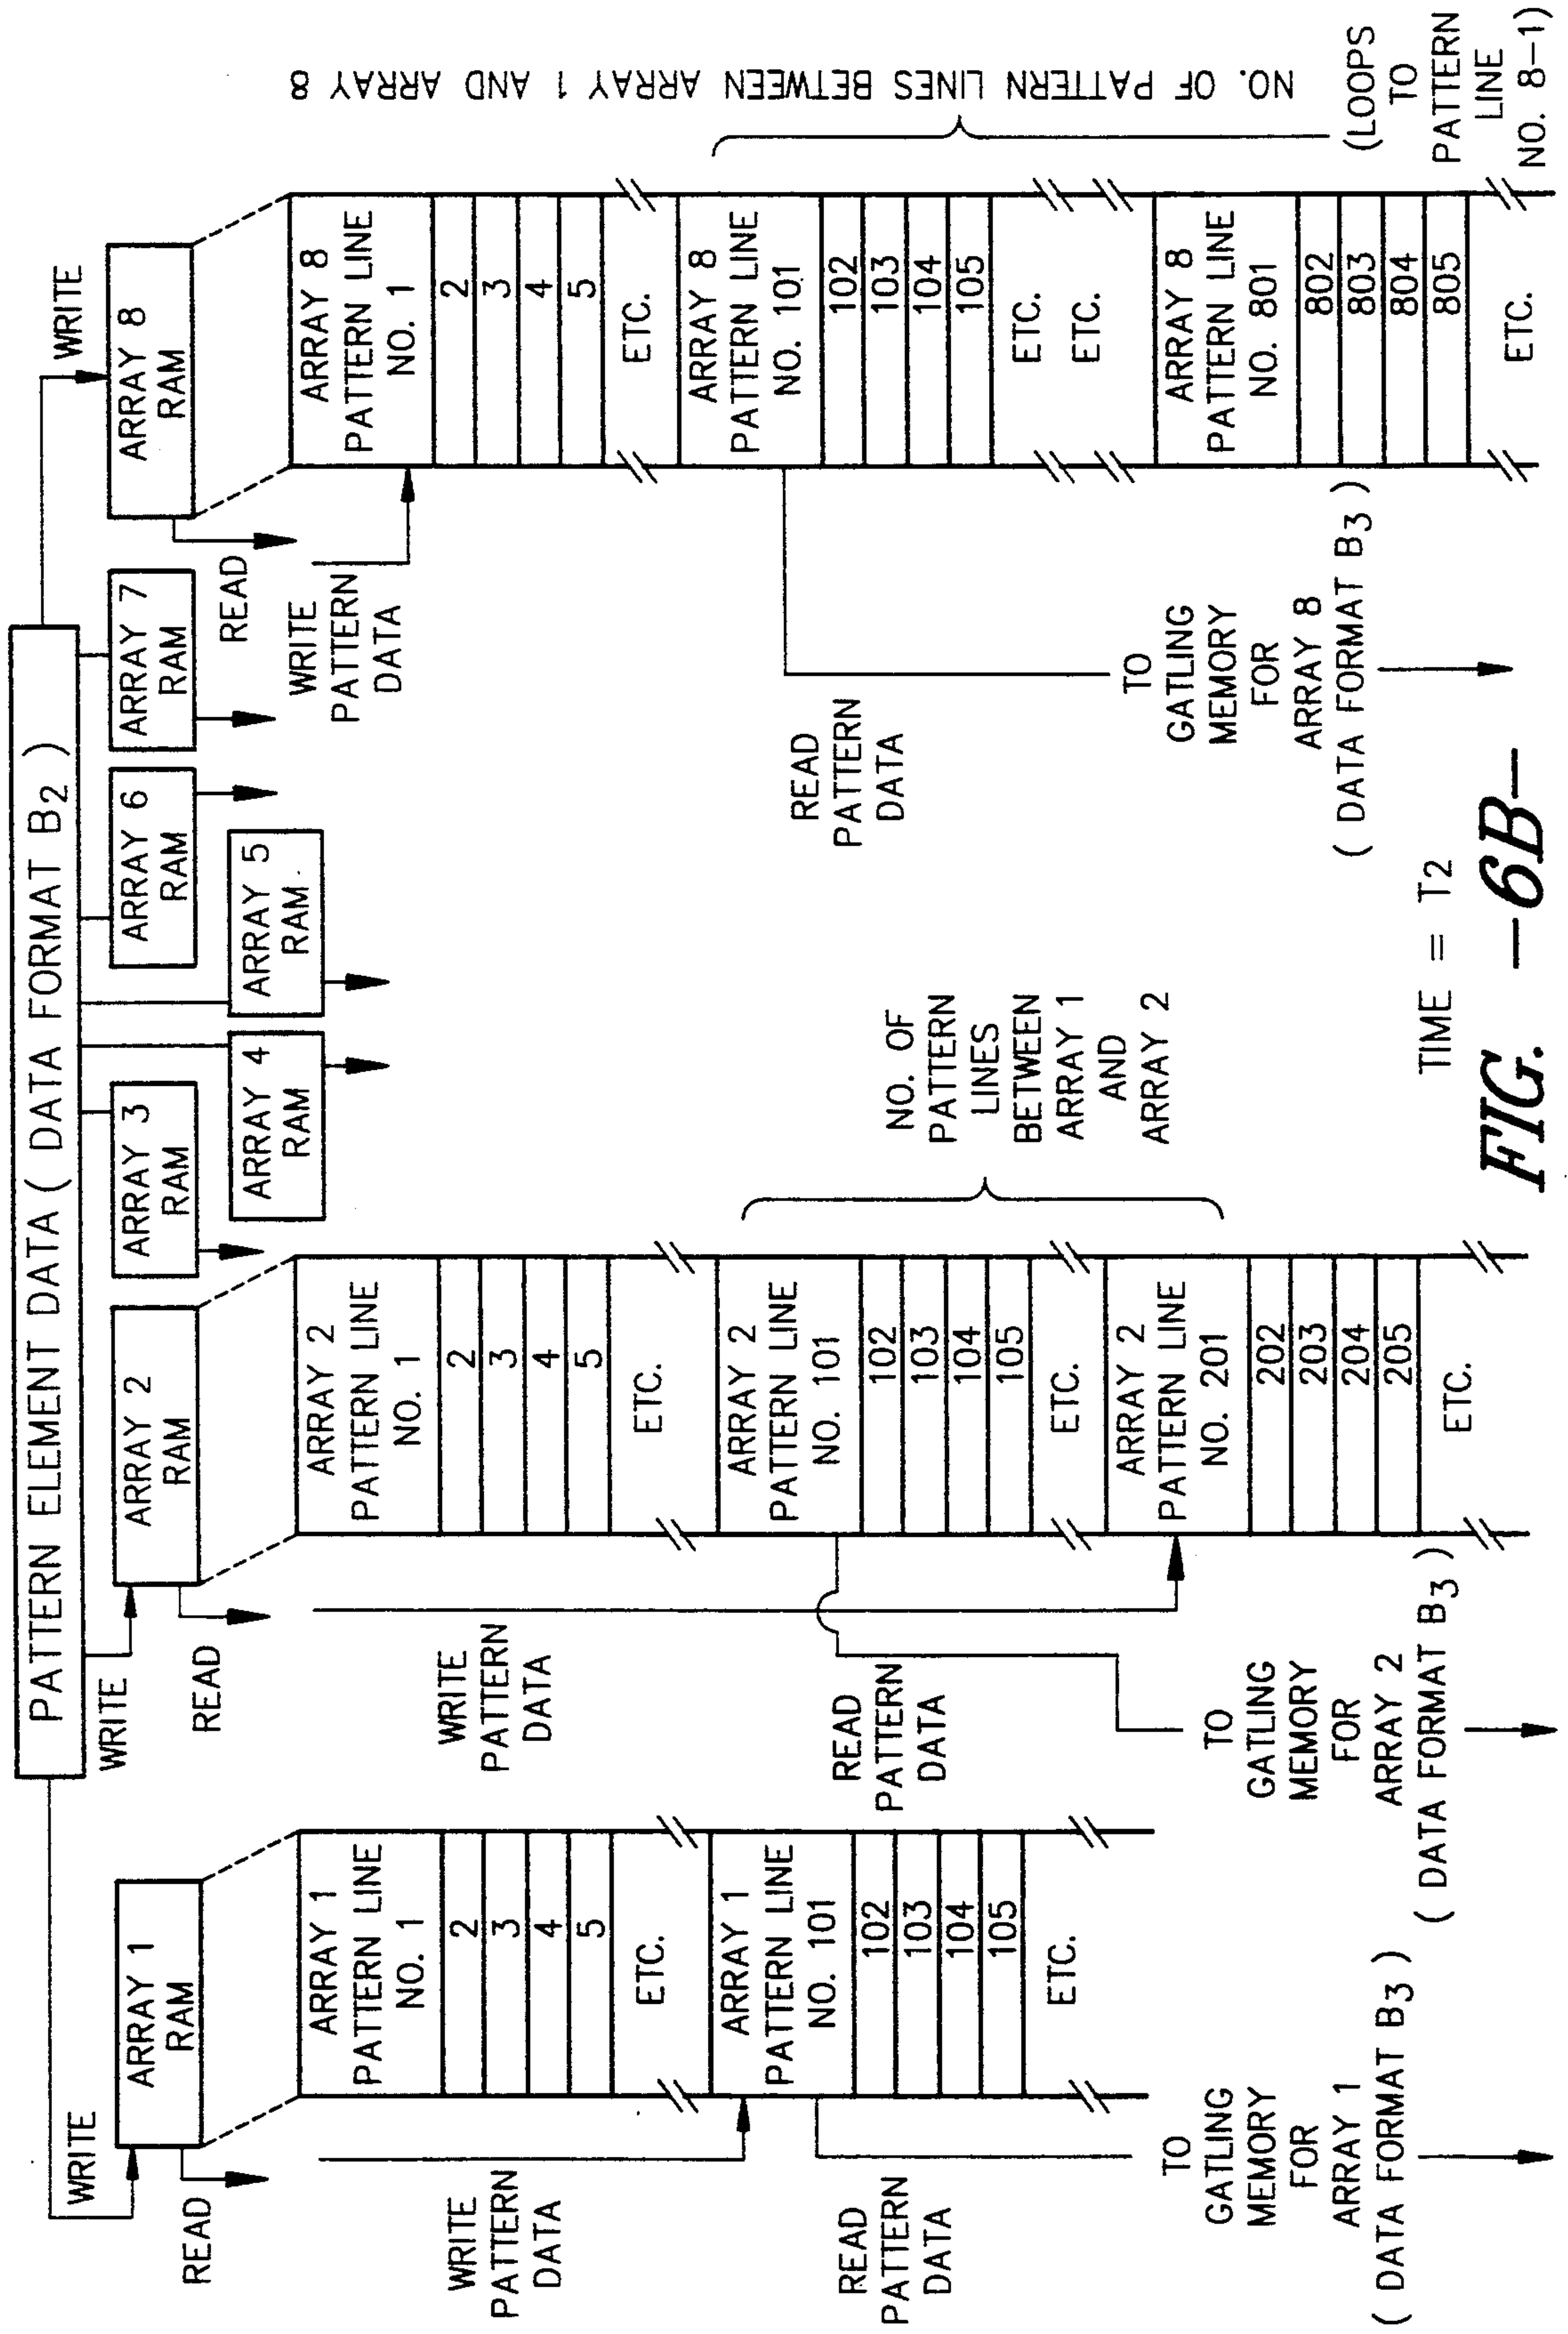 PATTERN ELEMENT DATA ( DATA FORMAT B2 )
WRITE
ARRAY 1
RAM
READ
WRITE
ARRAY 2
RAM
READ
ARRAY 3
RAM
ARRAY 4
RAM
ARRAY 5
RAM
ARRAY 6
RAM
ARRAY 7
RAM
WRITE
ARRAY 8
RAM
READ
ARRAY 1
PATTERN LINE
NO. 1
2
3
4
5
ETC.
ARRAY 1
PATTERN LINE
NO. 101
102
103
104
105
ETC.
WRITE
PATTERN
DATA
READ
PATTERN
DATA
TO
GATLING
MEMORY
FOR
ARRAY 1
( DATA FORMAT B3 )
ARRAY 2
PATTERN LINE
NO. 1
2
3
4
5
ETC.
ARRAY 2
PATTERN LINE
NO. 101
102
103
104
105
ETC.
ARRAY 2
PATTERN LINE
NO. 201
202
203
204
205
ETC.
WRITE
PATTERN
DATA
READ
PATTERN
DATA
TO
GATLING
MEMORY
FOR
ARRAY 2
( DATA FORMAT B3 )
NO. OF
PATTERN
LINES
BETWEEN
ARRAY 1
AND
ARRAY 2
WRITE
PATTERN
DATA
ARRAY 8
PATTERN LINE
NO. 1
2
3
4
5
ETC.
ARRAY 8
PATTERN LINE
NO. 101
102
103
104
105
ETC.
ETC.
ARRAY 8
PATTERN LINE
NO. 801
802
803
804
805
ETC.
READ
PATTERN
DATA
TO
GATLING
MEMORY
FOR
ARRAY 8
( DATA FORMAT B3 )
NO. OF PATTERN LINES BETWEEN ARRAY 1 AND ARRAY 8
(LOOPS
TO
PATTERN
LINE
NO. 8-1)
TIME = T2
FIG. -6B-